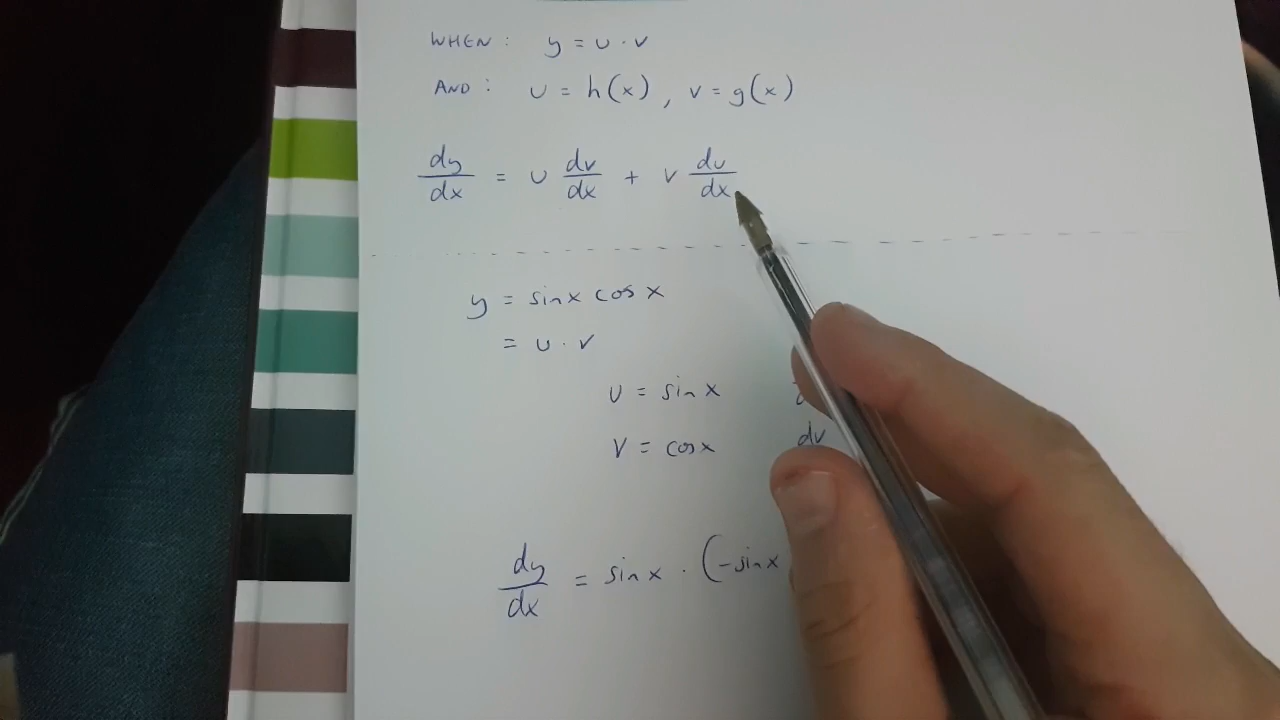 WHEN: y = u · v
AND: u = h(x), v = g(x)
dy/dx = u dv/dx + v du/dx
y = sin x cos x
= u · v
u = sin x d
v = cos x dv
dy/dx = sin x · (-sin x